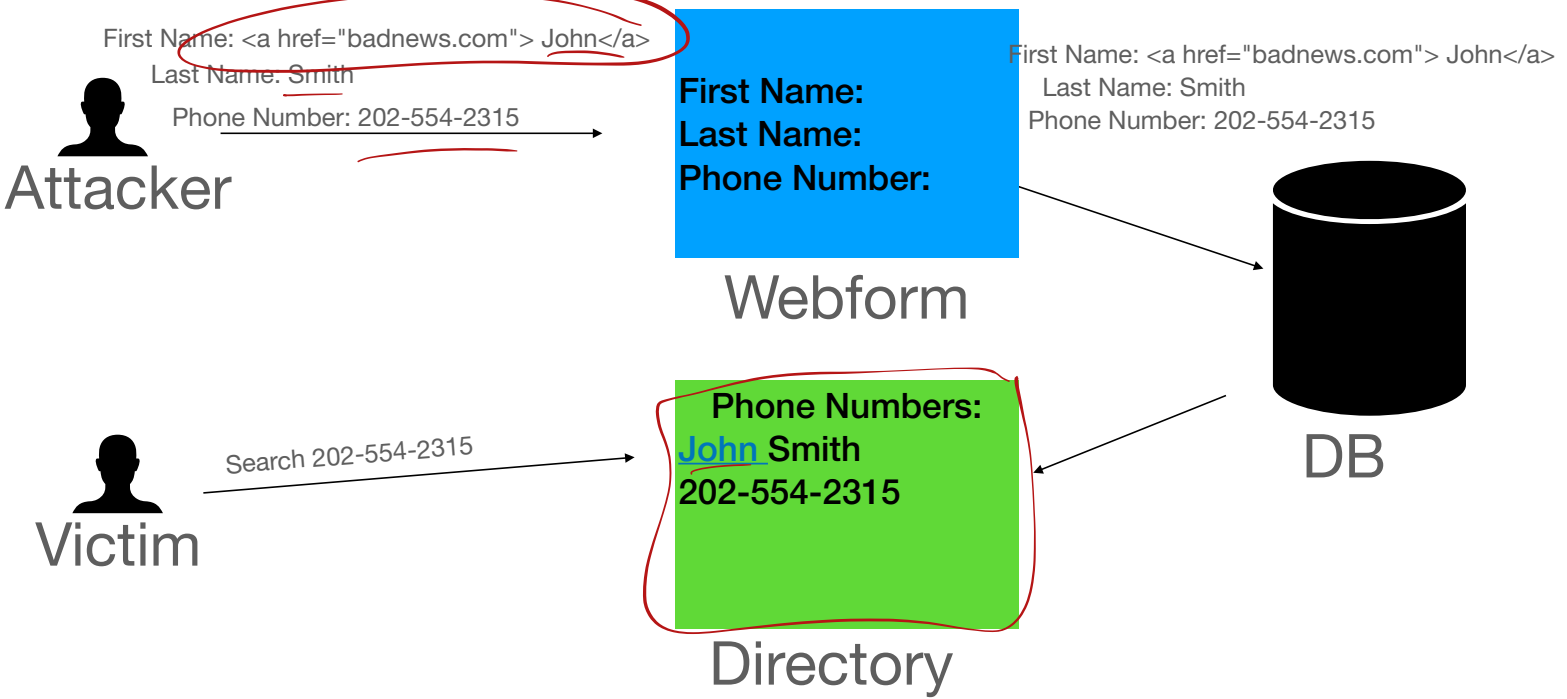 First Name: <a href="badnews.com"> John</a>
Last Name: Smith
Phone Number: 202-554-2315
Attacker
First Name:
Last Name:
Phone Number:
Webform
First Name: <a href="badnews.com"> John</a>
Last Name: Smith
Phone Number: 202-554-2315
DB
Search 202-554-2315
Victim
Phone Numbers:
John Smith
202-554-2315
Directory